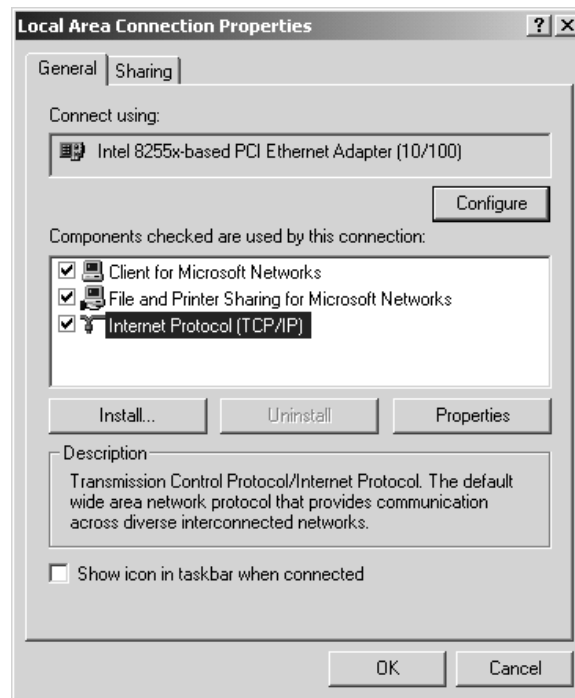 Local Area Connection Properties
General
Sharing
Connect using:
Intel 8255x-based PCI Ethernet Adapter (10/100)
Configure
Components checked are used by this connection:
Client for Microsoft Networks
File and Printer Sharing for Microsoft Networks
Internet Protocol (TCP/IP)
Install...
Uninstall
Properties
Description
Transmission Control Protocol/Internet Protocol. The default
wide area network protocol that provides communication
across diverse interconnected networks.
Show icon in taskbar when connected
OK
Cancel